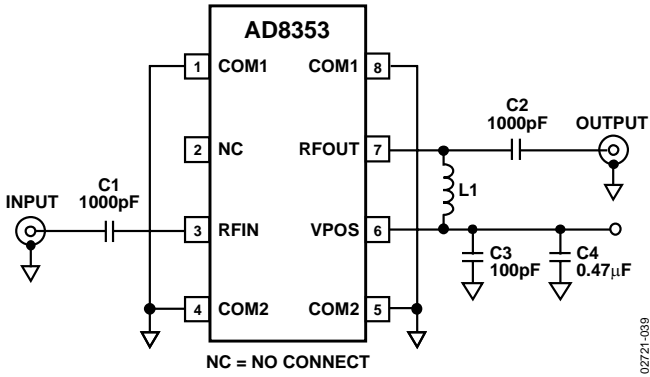 AD8353
1 COM1 COM1 8
C2
1000pF OUTPUT
2 NC RFOUT 7
C1
1000pF
INPUT
L1
3 RFIN VPOS 6
C3
100pF
C4
0.47µF
4 COM2 COM2 5
NC = NO CONNECT
02721-039